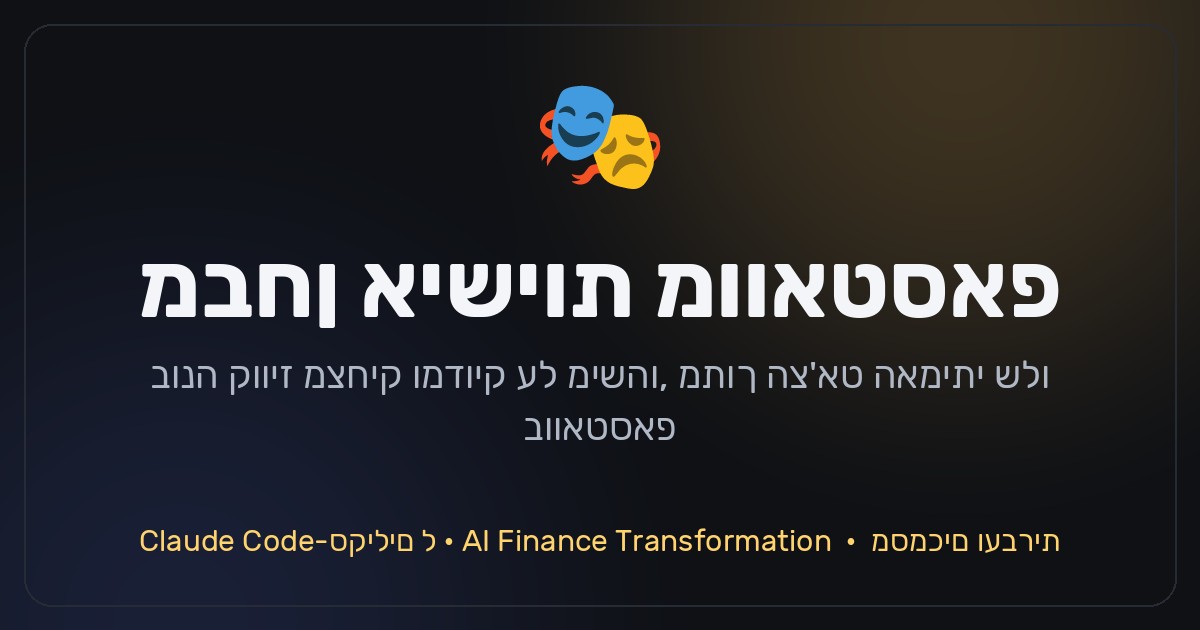 מבחן אישיות מוואטסאפ
בונה קוויז מצחיק ומדויק על מישהו, מתוך הצ'אט האמיתי שלו
בוואטסאפ
סקילים ל-Claude Code • AI Finance Transformation • מסמכים ועברית